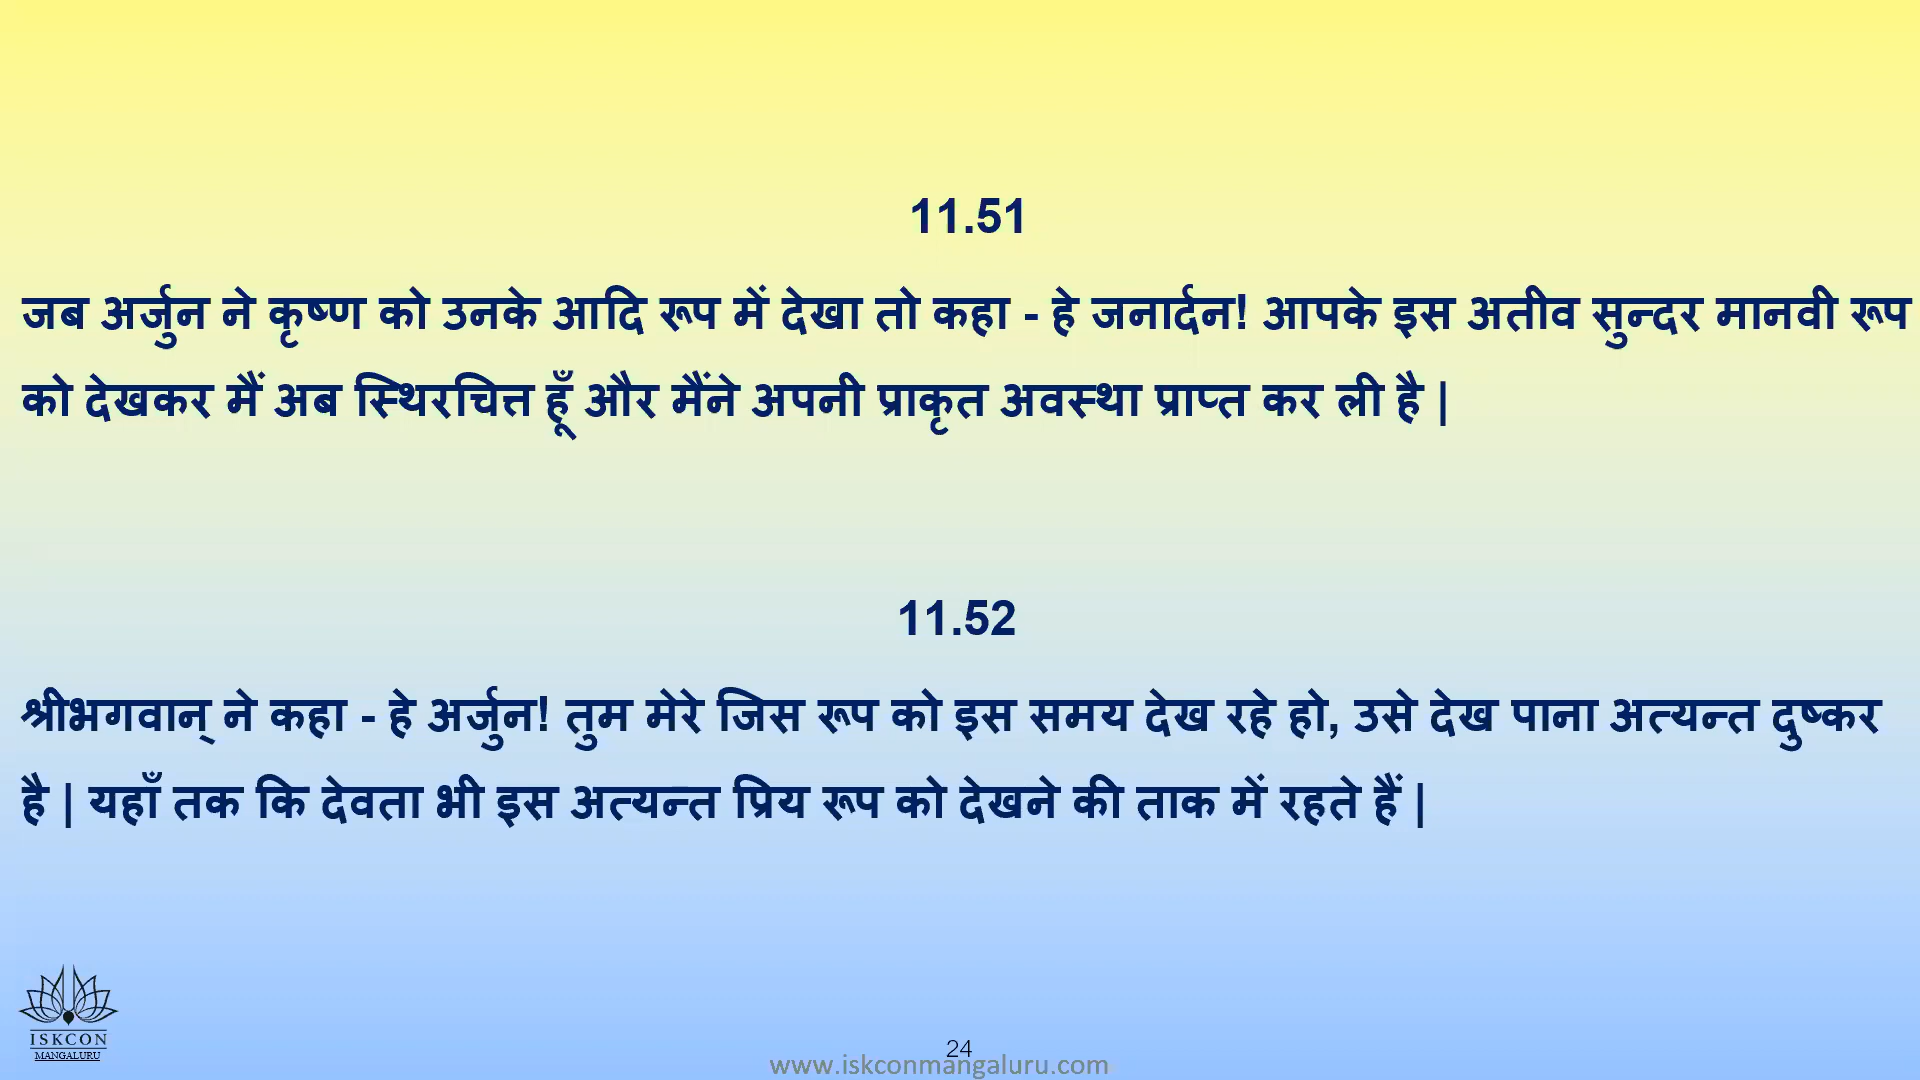 11.51
जब अर्जुन ने कृष्ण को उनके आदि रूप में देखा तो कहा - हे जनार्दन! आपके इस अतीव सुन्दर मानवी रूप
को देखकर मैं अब स्थिरचित्त हूँ और मैंने अपनी प्राकृत अवस्था प्राप्त कर ली है |
11.52
श्रीभगवान् ने कहा - हे अर्जुन! तुम मेरे जिस रूप को इस समय देख रहे हो, उसे देख पाना अत्यन्त दुष्कर
है | यहाँ तक कि देवता भी इस अत्यन्त प्रिय रूप को देखने की ताक में रहते हैं |
ISKCON
MANGALURU
24
www.iskconmangaluru.com